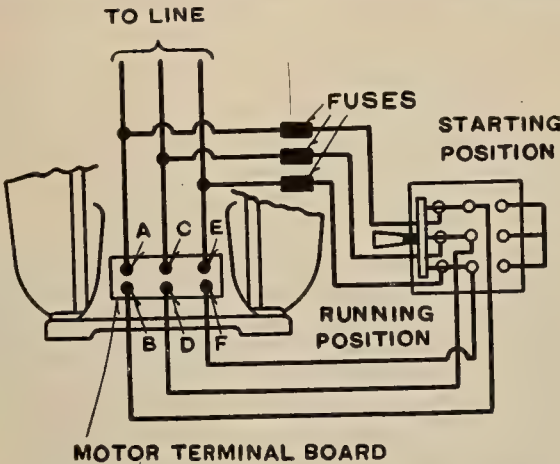 TO LINE
FUSES
STARTING
POSITION
A C E
B D F
RUNNING
POSITION
MOTOR TERMINAL BOARD